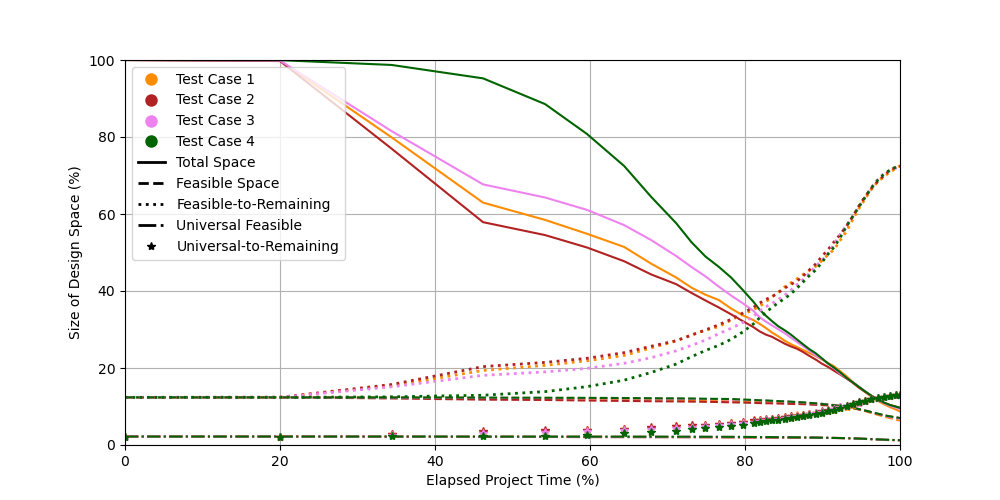 100
80
60
40
20
0
Size of Design Space (%)
Test Case 1
Test Case 2
Test Case 3
Test Case 4
Total Space
Feasible Space
Feasible-to-Remaining
Universal Feasible
Universal-to-Remaining
0 20 40 60 80 100
Elapsed Project Time (%)